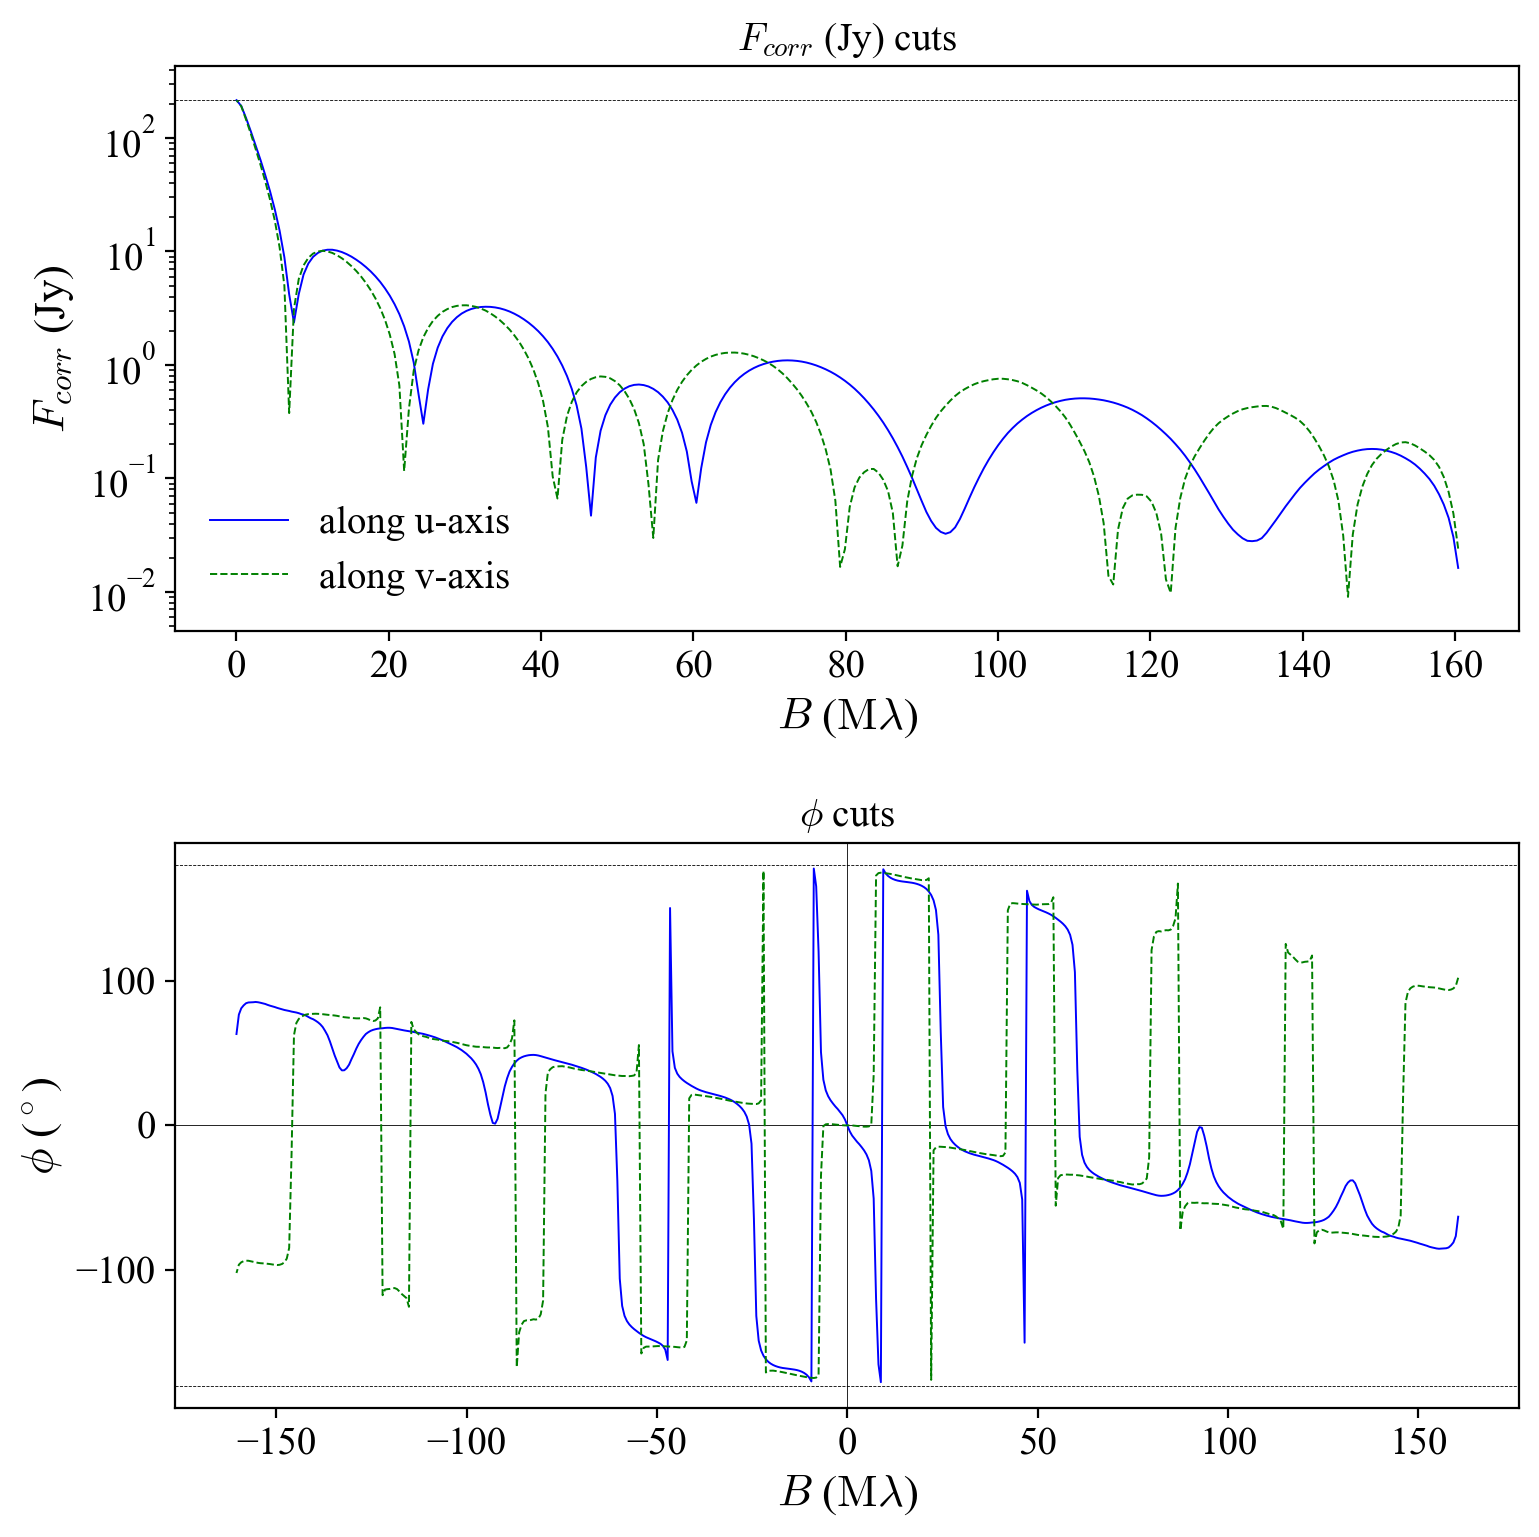 F_corr (Jy) cuts
F_corr (Jy)
10^2
10^1
10^0
10^−1
10^−2
along u-axis
along v-axis
0 20 40 60 80 100 120 140 160
B (Mλ)
ϕ cuts
ϕ (°)
100
0
−100
−150 −100 −50 0 50 100 150
B (Mλ)